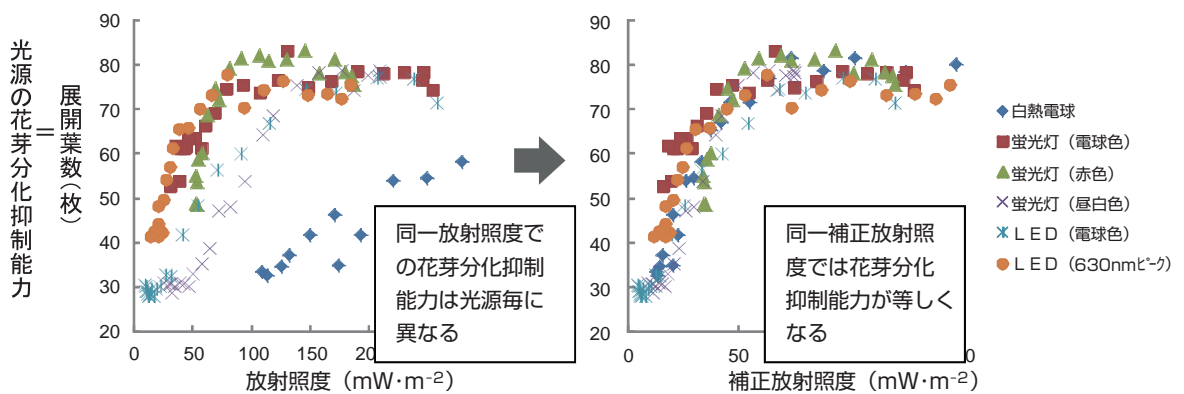 光源の花芽分化抑制能力
＝
展開葉数(枚)
90
80
70
60
50
40
30
20
0
50
100
150
2
放射照度（mW･m-2）
同一放射照度で
の花芽分化抑制
能力は光源毎に
異なる
90
80
70
60
50
40
30
20
0
50
0
補正放射照度（mW･m-2）
同一補正放射照
度では花芽分化
抑制能力が等しく
なる
白熱電球
蛍光灯（電球色）
蛍光灯（赤色）
蛍光灯（昼白色）
ＬＥＤ（電球色）
ＬＥＤ（630nmﾋﾟｰｸ）